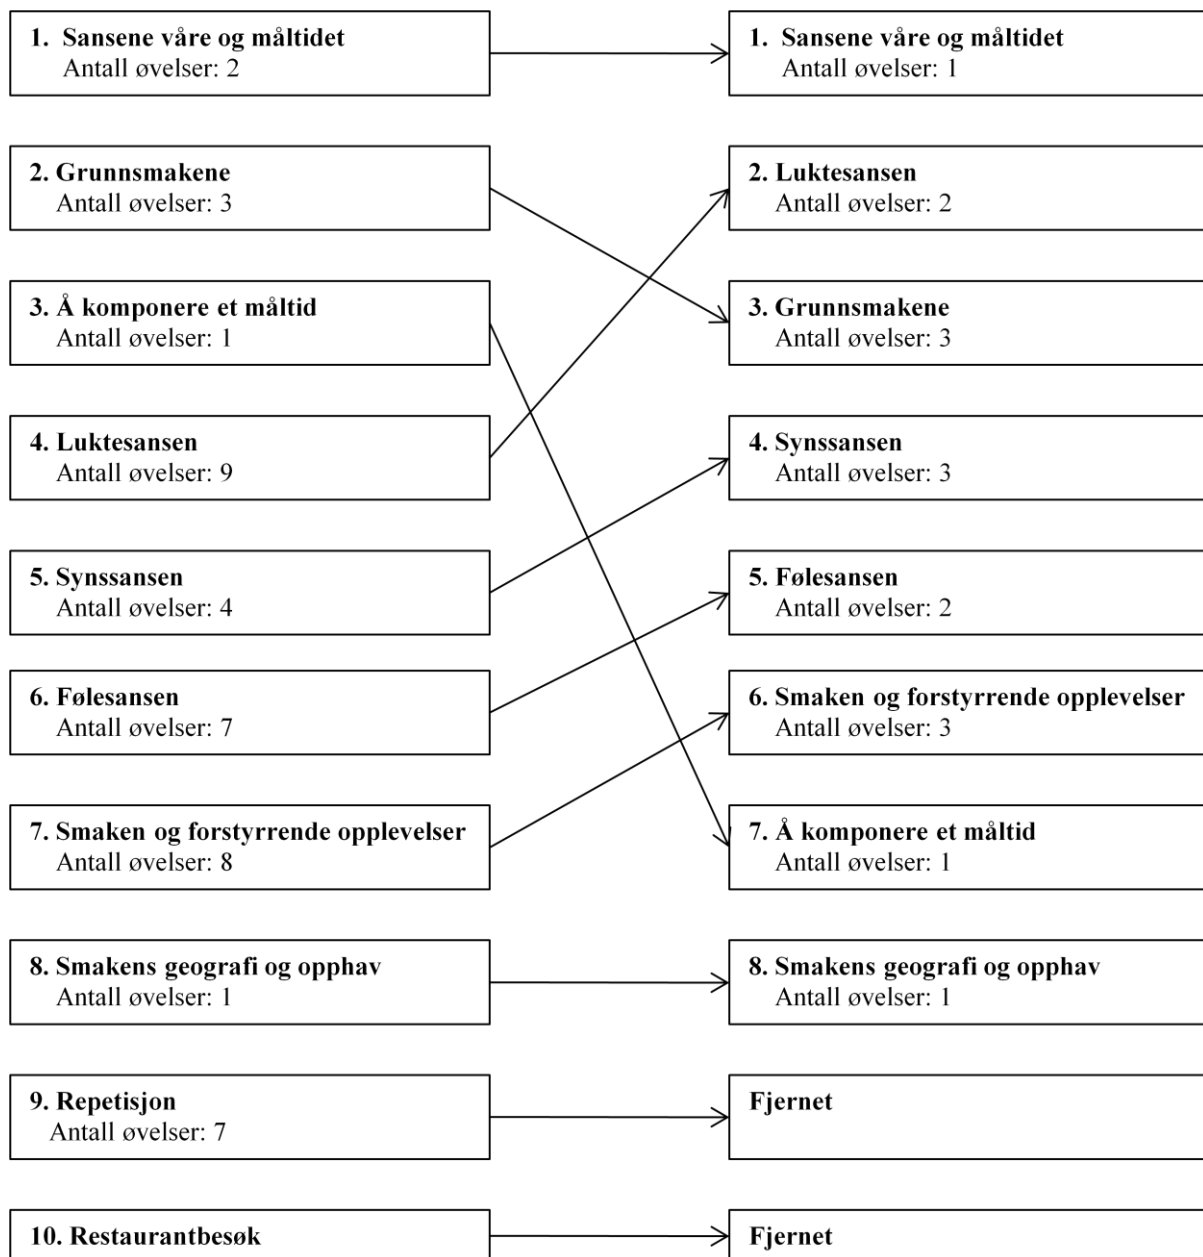 1. Sansene våre og måltidet
Antall øvelser: 2
1. Sansene våre og måltidet
Antall øvelser: 1
2. Grunnsmakene
Antall øvelser: 3
2. Luktesansen
Antall øvelser: 2
3. Å komponere et måltid
Antall øvelser: 1
3. Grunnsmakene
Antall øvelser: 3
4. Luktesansen
Antall øvelser: 9
4. Synssansen
Antall øvelser: 3
5. Synssansen
Antall øvelser: 4
5. Følesansen
Antall øvelser: 2
6. Følesansen
Antall øvelser: 7
6. Smaken og forstyrrende opplevelser
Antall øvelser: 3
7. Smaken og forstyrrende opplevelser
Antall øvelser: 8
7. Å komponere et måltid
Antall øvelser: 1
8. Smakens geografi og opphav
Antall øvelser: 1
8. Smakens geografi og opphav
Antall øvelser: 1
9. Repetisjon
Antall øvelser: 7
Fjernet
10. Restaurantbesøk
Fjernet